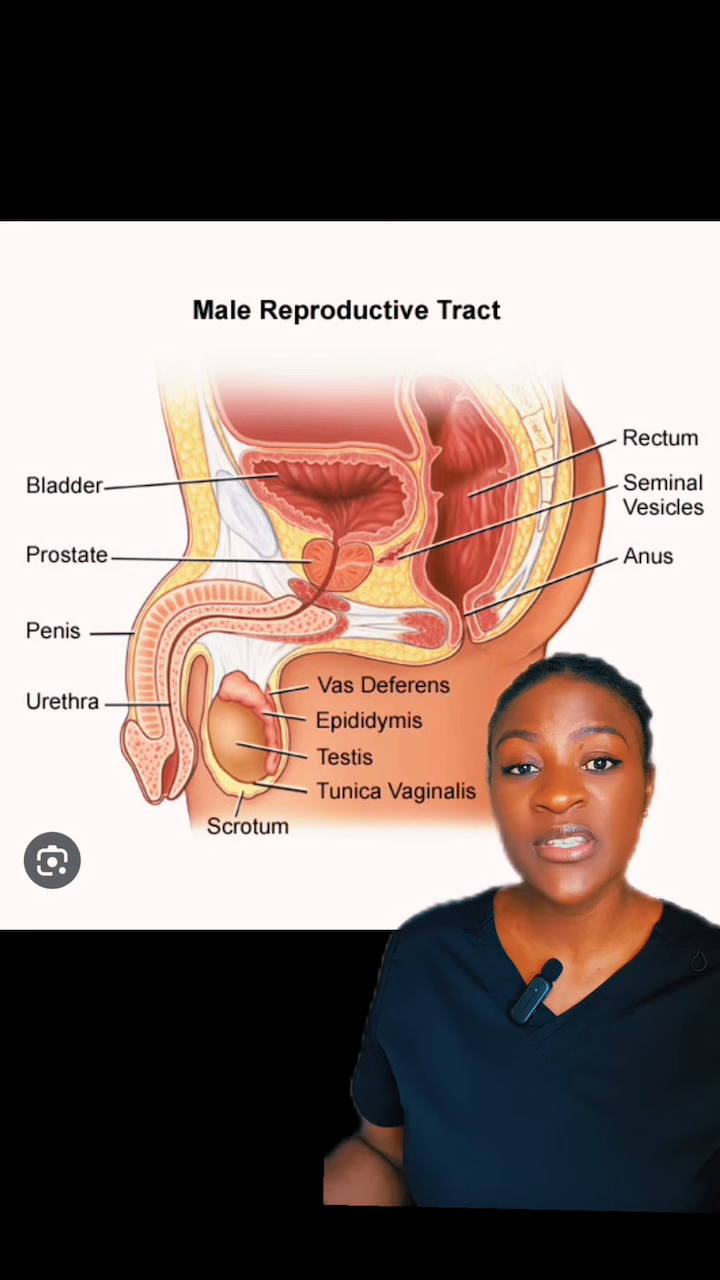 Male Reproductive Tract
Rectum
Bladder
Seminal
Vesicles
Prostate
Anus
Penis
Vas Deferens
Urethra
Epididymis
Testis
Tunica Vaginalis
Scrotum